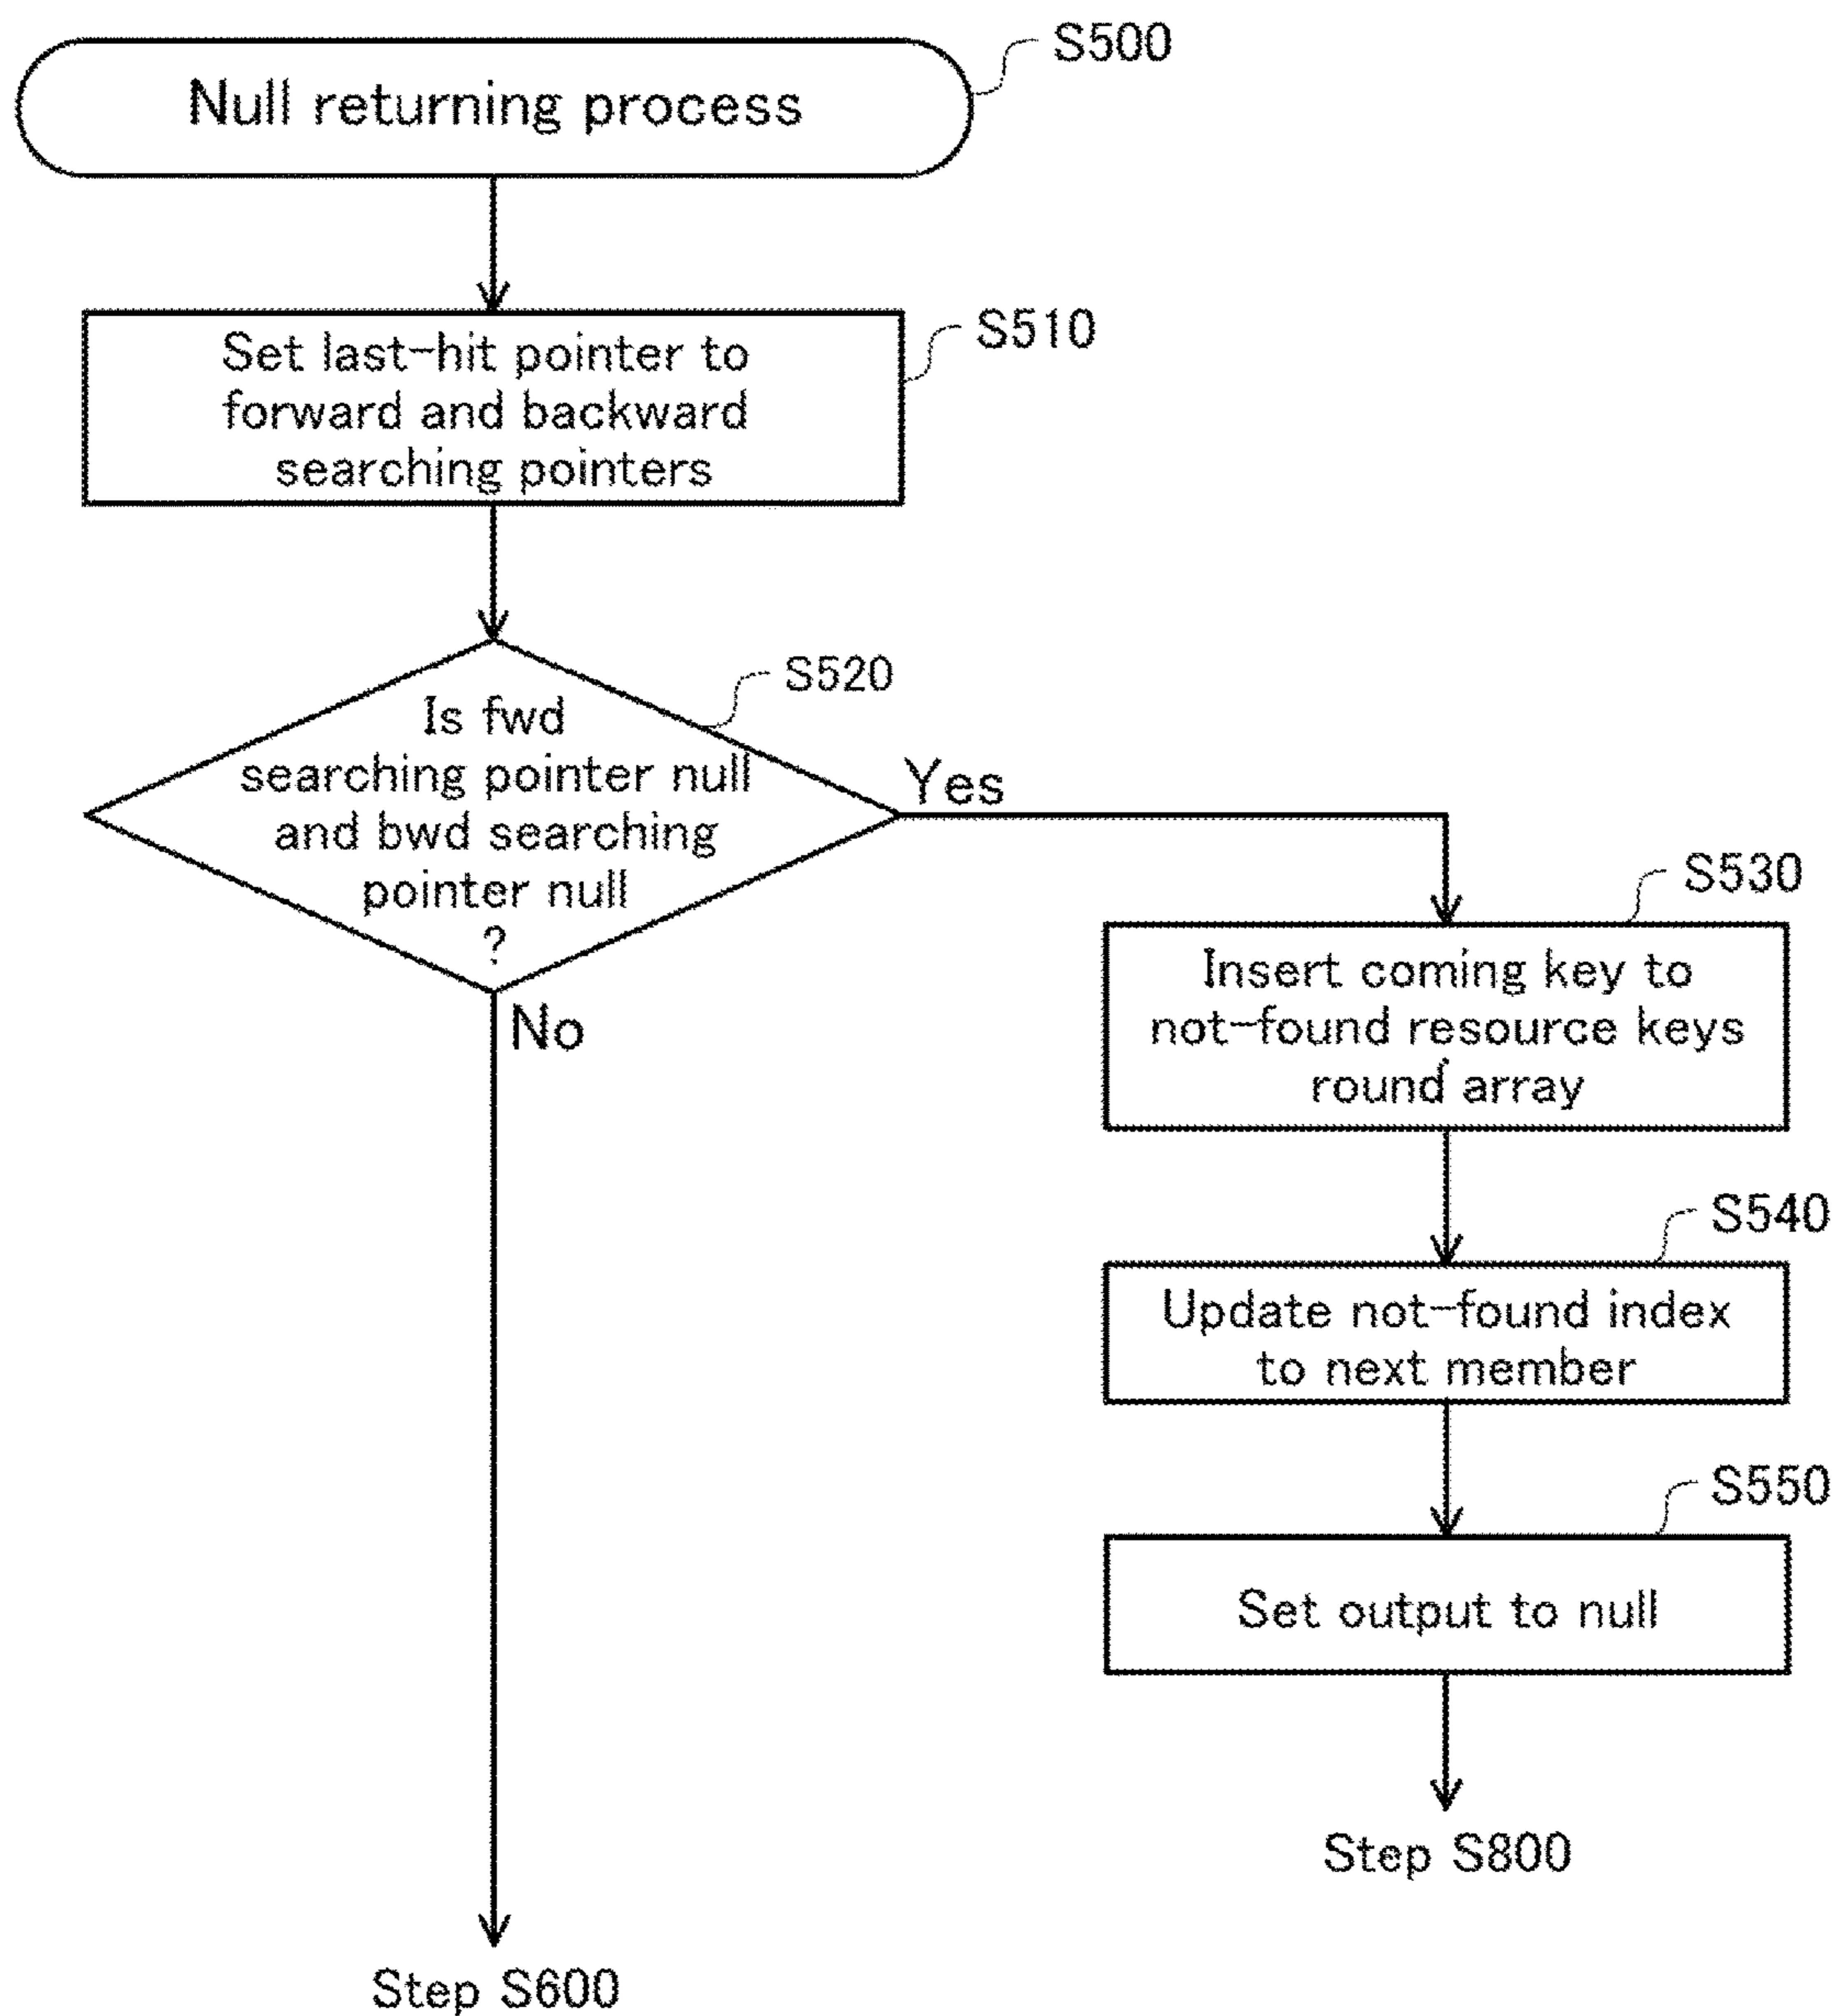 S500
Null returning process
S510
Set last-hit pointer to
forward and backward
searching pointers
S520
Is fwd
searching pointer null
and bwd searching
pointer null
?
Yes
No
S530
Insert coming key to
not-found resource keys
round array
S540
Update not-found index
to next member
S550
Set output to null
Step S800
Step S600